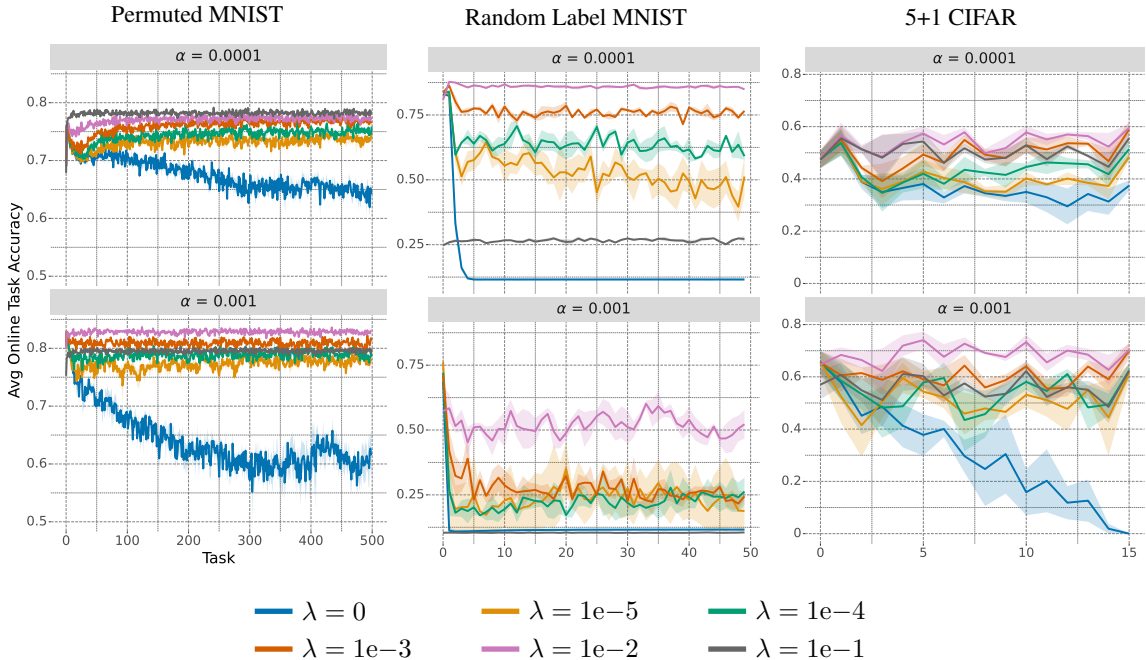 Permuted MNIST
Random Label MNIST
5+1 CIFAR
α = 0.0001
α = 0.0001
α = 0.0001
0.8
0.7
0.6
0.5
0.75
0.50
0.25
0.8
0.6
0.4
0.2
0
Avg Online Task Accuracy
α = 0.001
α = 0.001
α = 0.001
0.8
0.7
0.6
0.5
0.75
0.50
0.25
0.8
0.6
0.4
0.2
0
0 100 200 300 400 500
0 10 20 30 40 50
0 5 10 15
Task
λ = 0
λ = 1e−5
λ = 1e−4
λ = 1e−3
λ = 1e−2
λ = 1e−1